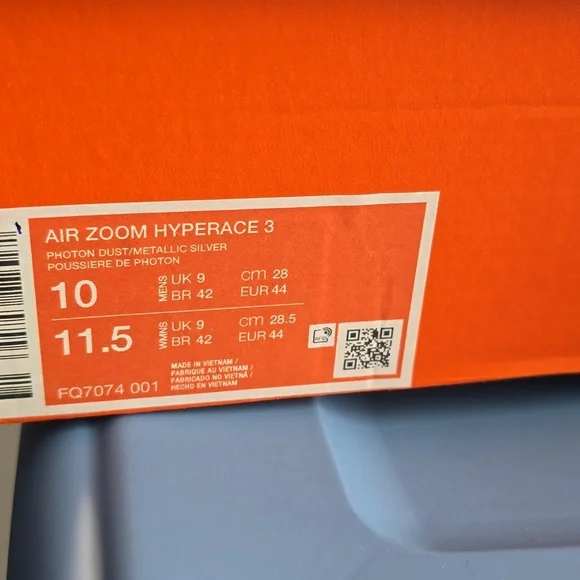 AIR ZOOM HYPERACE 3
PHOTON DUST/METALLIC SILVER
POUSSIERE DE PHOTON
10 MENS UK 9 CM 28
BR 42 EUR 44
11.5 WMNS UK 9 CM 28.5
BR 42 EUR 44
MADE IN VIETNAM /
FABRIQUE AU VIETNAM /
FABRICADO NO VIETNÃ /
HECHO EN VIETNAM
FQ7074 001